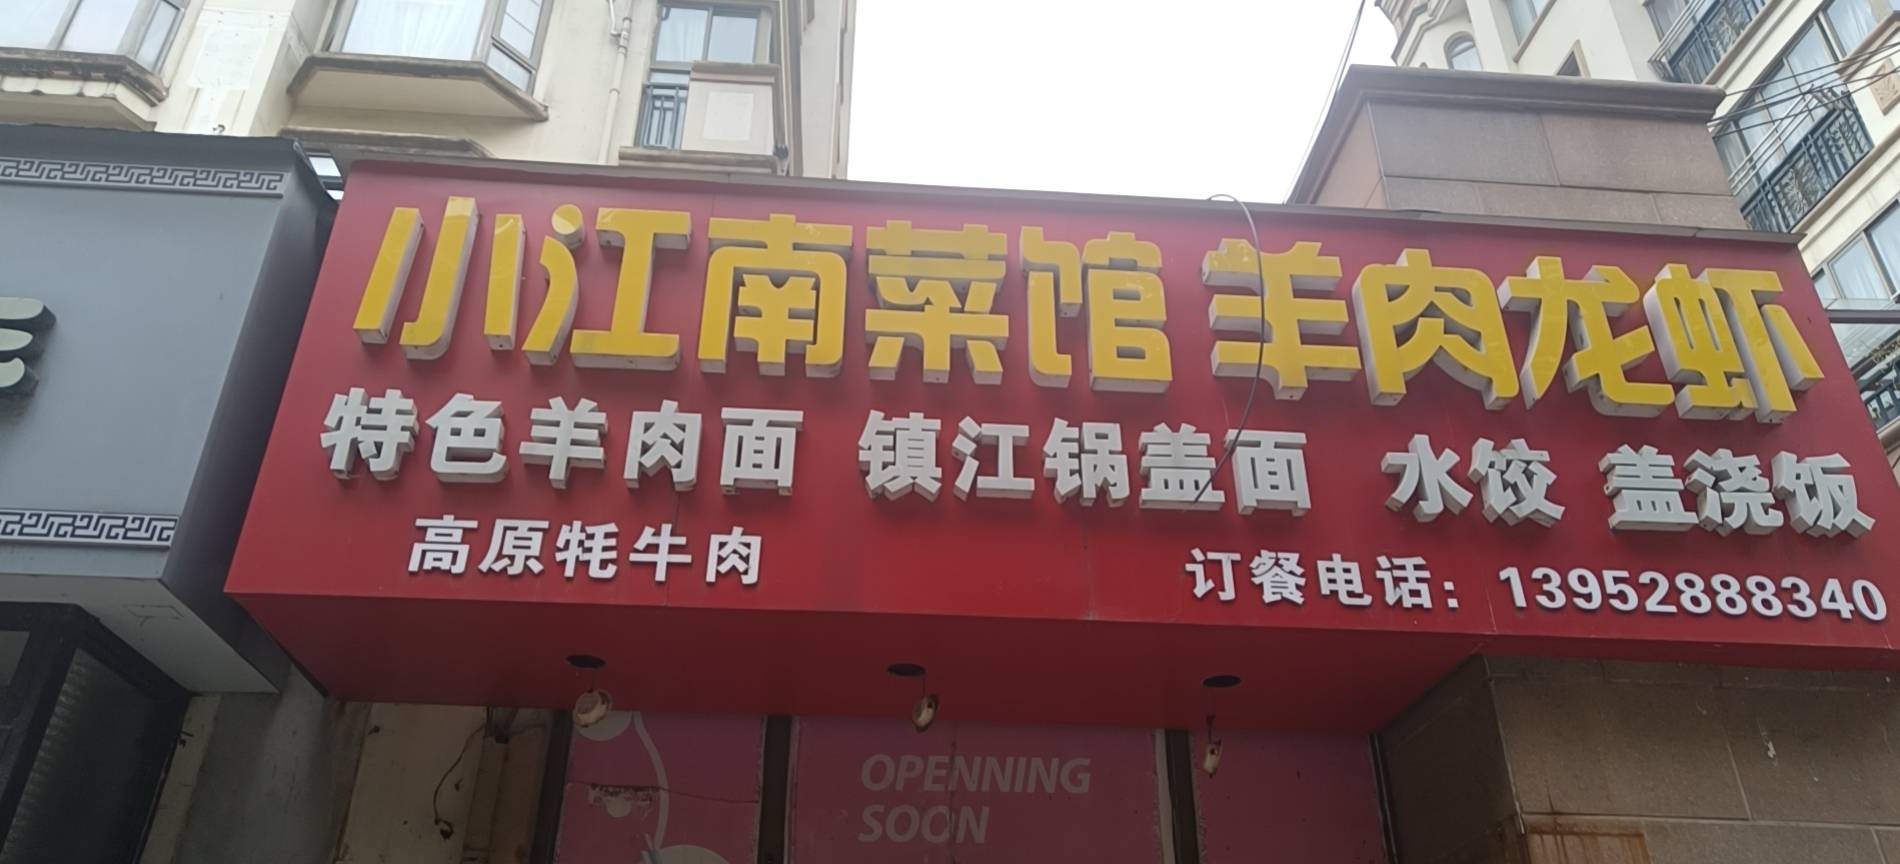 小江南菜馆 羊肉龙虾
特色羊肉面 镇江锅盖面 水饺 盖浇饭
高原牦牛肉 订餐电话：13952888340
OPENNING
SOON